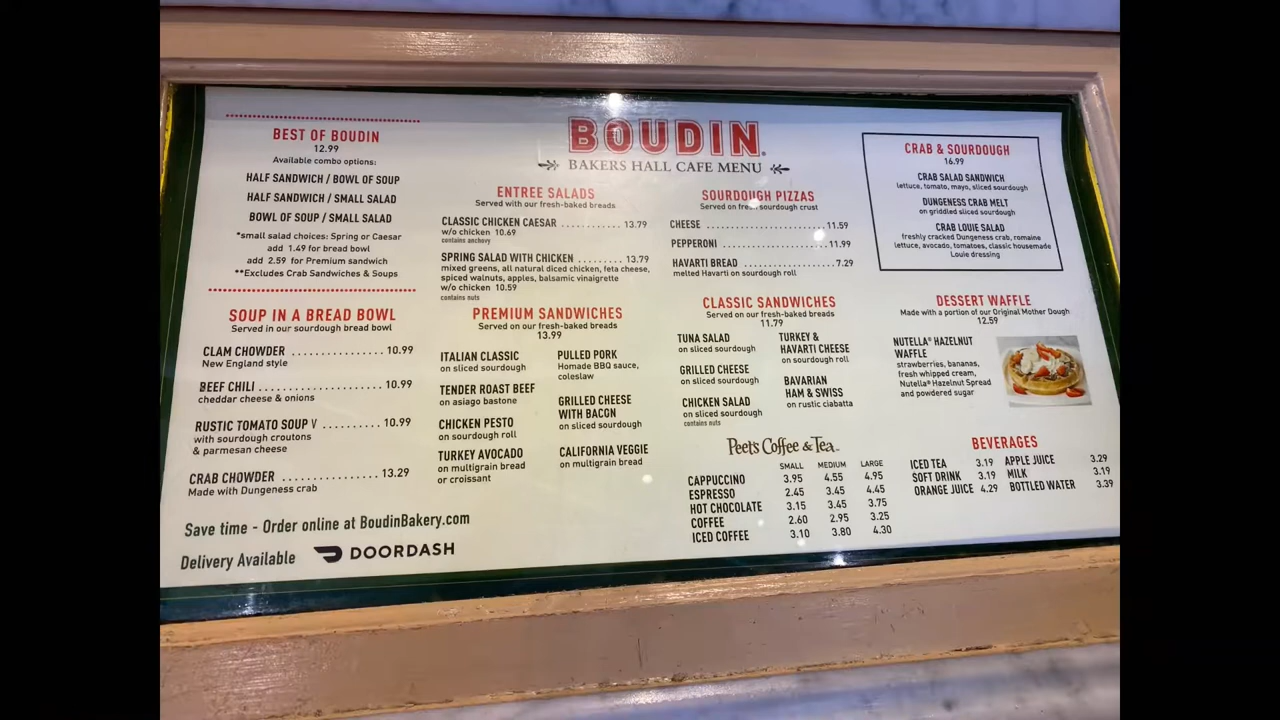 BEST OF BOUDIN
12.99
Available combo options:
HALF SANDWICH / BOWL OF SOUP
HALF SANDWICH / SMALL SALAD
BOWL OF SOUP / SMALL SALAD
*small salad choices: Spring or Caesar
add 1.49 for bread bowl
add 2.59 for Premium sandwich
**Excludes Crab Sandwiches & Soups
SOUP IN A BREAD BOWL
Served in our sourdough bread bowl
CLAM CHOWDER ................ 10.99
New England style
BEEF CHILI ..................... 10.99
cheddar cheese & onions
RUSTIC TOMATO SOUP V .......... 10.99
with sourdough croutons
& parmesan cheese
CRAB CHOWDER ................ 13.29
Made with Dungeness crab
Save time - Order online at BoudinBakery.com
Delivery Available DOORDASH
BOUDIN®
BAKERS HALL CAFE MENU
ENTREE SALADS
Served with our fresh-baked breads
CLASSIC CHICKEN CAESAR ............ 13.79
w/o chicken 10.69
contains anchovy
SPRING SALAD WITH CHICKEN ......... 13.79
mixed greens, all natural diced chicken, feta cheese,
spiced walnuts, apples, balsamic vinaigrette
w/o chicken 10.59
contains nuts
PREMIUM SANDWICHES
Served on our fresh-baked breads
13.99
ITALIAN CLASSIC
on sliced sourdough
TENDER ROAST BEEF
on asiago bastone
CHICKEN PESTO
on sourdough roll
TURKEY AVOCADO
on multigrain bread
or croissant
PULLED PORK
Homade BBQ sauce,
coleslaw
GRILLED CHEESE
WITH BACON
on sliced sourdough
CALIFORNIA VEGGIE
on multigrain bread
SOURDOUGH PIZZAS
Served on fresh sourdough crust
CHEESE ........................ 11.59
PEPPERONI .................... 11.99
HAVARTI BREAD ................ 7.29
melted Havarti on sourdough roll
CLASSIC SANDWICHES
Served on our fresh-baked breads
11.79
TUNA SALAD
on sliced sourdough
GRILLED CHEESE
on sliced sourdough
CHICKEN SALAD
on sliced sourdough
contains nuts
TURKEY &
HAVARTI CHEESE
on sourdough roll
BAVARIAN
HAM & SWISS
on rustic ciabatta
Peet's Coffee & Tea
SMALL MEDIUM LARGE
CAPPUCCINO 3.95 4.55 4.95
ESPRESSO 2.45 3.45 4.45
HOT CHOCOLATE 3.15 3.45 3.75
COFFEE 2.60 2.95 3.25
ICED COFFEE 3.10 3.80 4.30
CRAB & SOURDOUGH
16.99
CRAB SALAD SANDWICH
lettuce, tomato, mayo, sliced sourdough
DUNGENESS CRAB MELT
on griddled sliced sourdough
CRAB LOUIE SALAD
freshly cracked Dungeness crab, romaine
lettuce, avocado, tomatoes, classic housemade
Louie dressing
DESSERT WAFFLE
Made with a portion of our Original Mother Dough
12.59
NUTELLA® HAZELNUT
WAFFLE
strawberries, bananas,
fresh whipped cream,
Nutella® Hazelnut Spread
and powdered sugar
BEVERAGES
ICED TEA 3.19 APPLE JUICE 3.29
SOFT DRINK 3.19 MILK 3.19
ORANGE JUICE 4.29 BOTTLED WATER 3.39